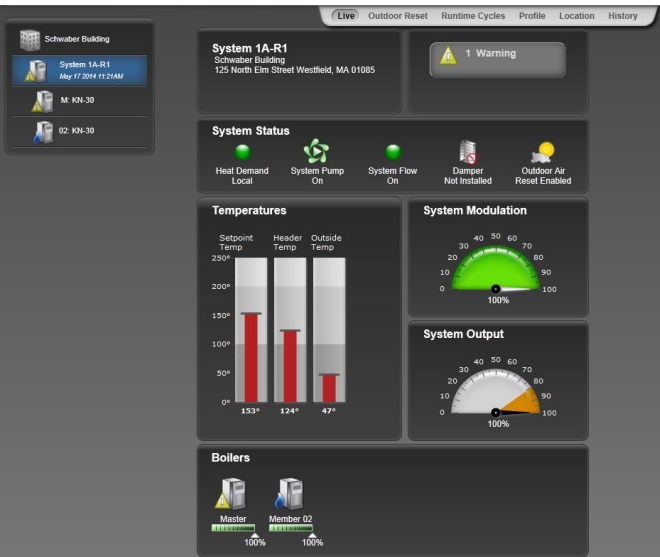 Live Outdoor Reset Runtime Cycles Profile Location History
Schwaber Building
System 1A-R1
May 17 2014 11:21AM
M: KN-30
02: KN-30
System 1A-R1
Schwaber Building
125 North Elm Street Westfield, MA 01085
1 Warning
System Status
Heat Demand
Local
System Pump
On
System Flow
On
Damper
Not Installed
Outdoor Air
Reset Enabled
Temperatures
Setpoint
Temp
Header
Temp
Outside
Temp
250°
200°
150°
100°
50°
0°
153° 124° 47°
System Modulation
0 10 20 30 40 50 60 70 80 90 100
100%
System Output
0 10 20 30 40 50 60 70 80 90 100
100%
Boilers
Master
100%
Member 02
100%